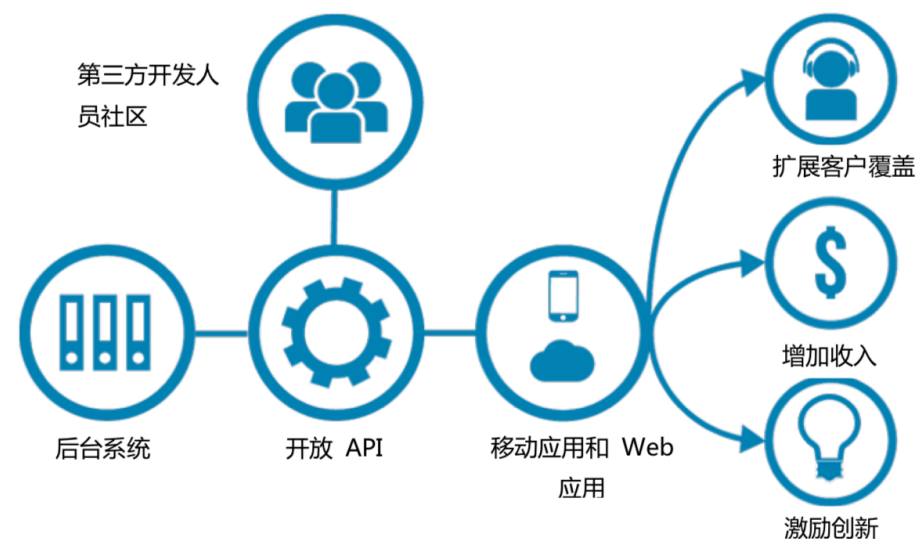 第三方开发人
员社区
扩展客户覆盖
增加收入
后台系统
开放 API
移动应用和 Web
应用
激励创新